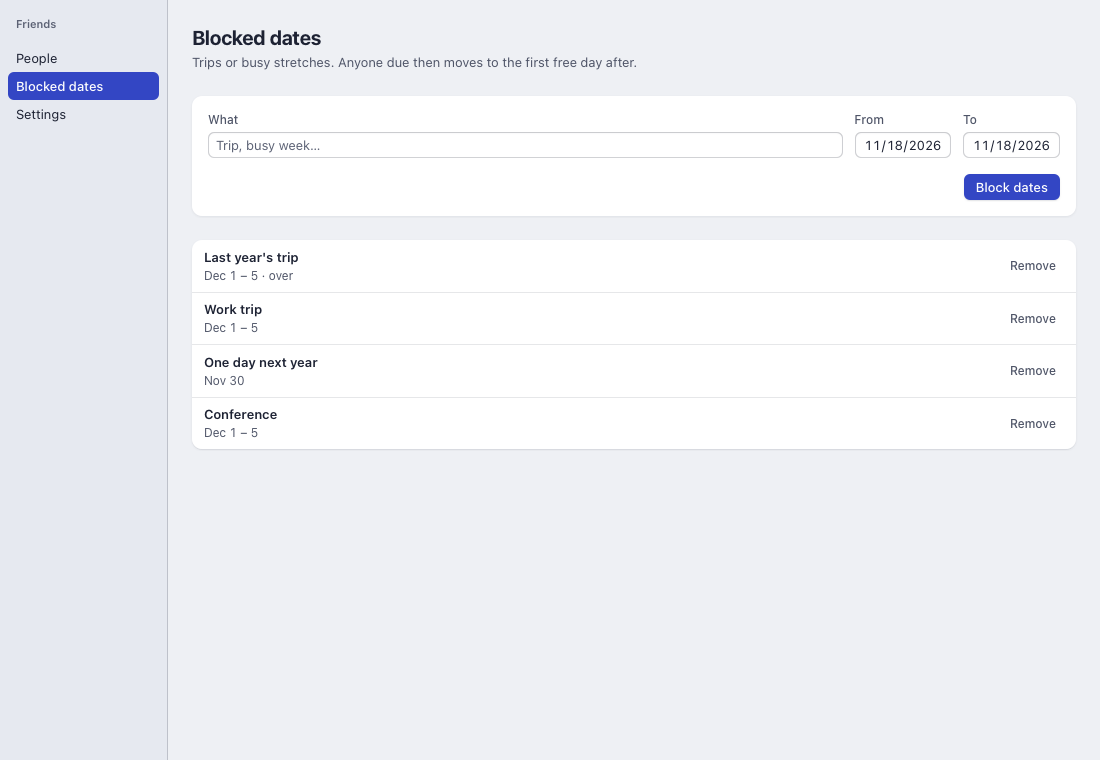 Friends
People
Blocked dates
Settings
Blocked dates
Trips or busy stretches. Anyone due then moves to the first free day after.
What
From
To
Trip, busy week…
11/18/2026
11/18/2026
Block dates
Last year's trip
Dec 1 – 5 · over
Remove
Work trip
Dec 1 – 5
Remove
One day next year
Nov 30
Remove
Conference
Dec 1 – 5
Remove